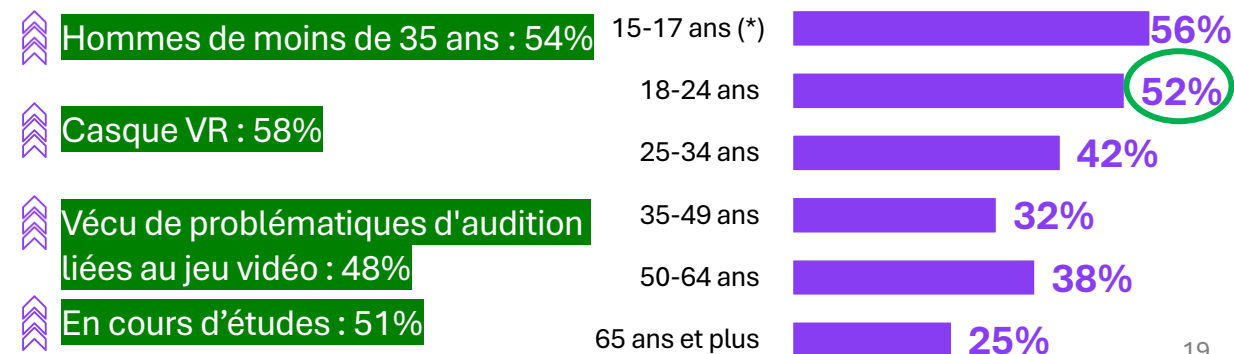 Hommes de moins de 35 ans : 54%
Casque VR : 58%
Vécu de problématiques d'audition
liées au jeu vidéo : 48%
En cours d’études : 51%
15-17 ans (*) 56%
18-24 ans 52%
25-34 ans 42%
35-49 ans 32%
50-64 ans 38%
65 ans et plus 25%
19